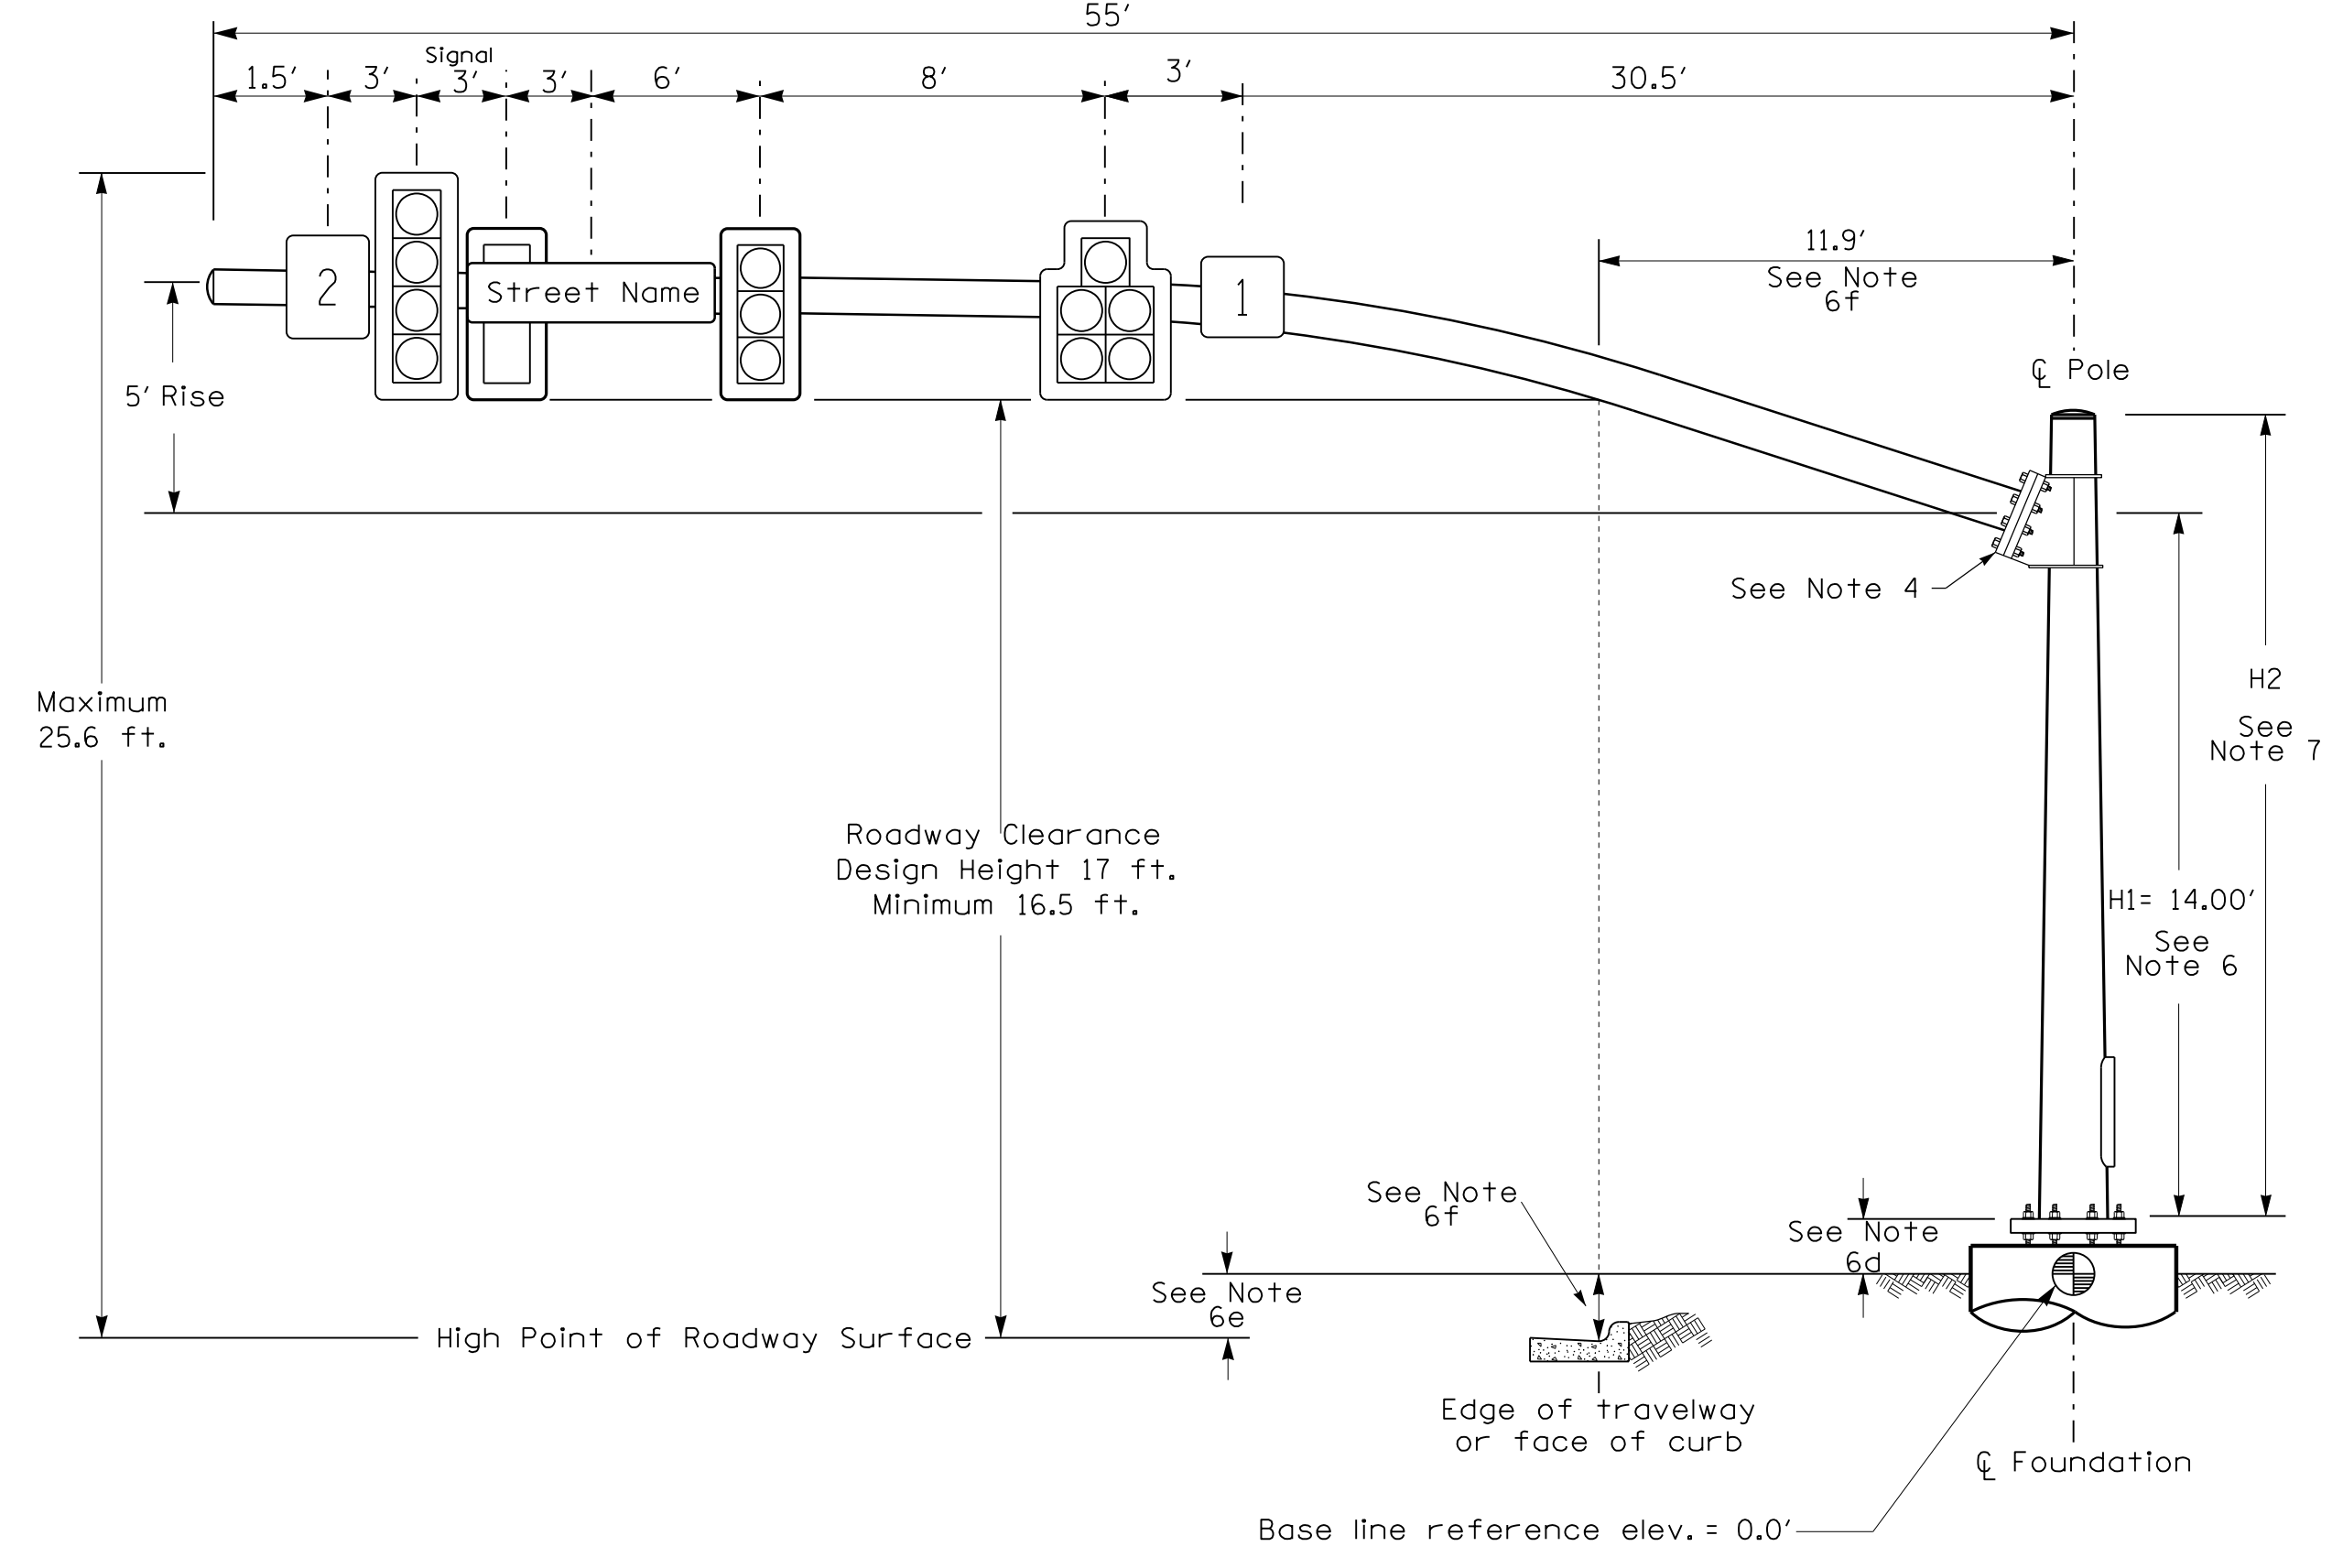 55'
Signal
1.5' 3' 3' 3' 6' 8' 3' 30.5'
11.9'
See Note
6f
2
Street Name
1
℄ Pole
5' Rise
See Note 4
H2
See
Note 7
Maximum
25.6 ft.
Roadway Clearance
Design Height 17 ft.
Minimum 16.5 ft.
H1= 14.00'
See
Note 6
See Note
6f
See Note
6d
See Note
6e
High Point of Roadway Surface
Edge of travelway
or face of curb
℄ Foundation
Base line reference elev. = 0.0'